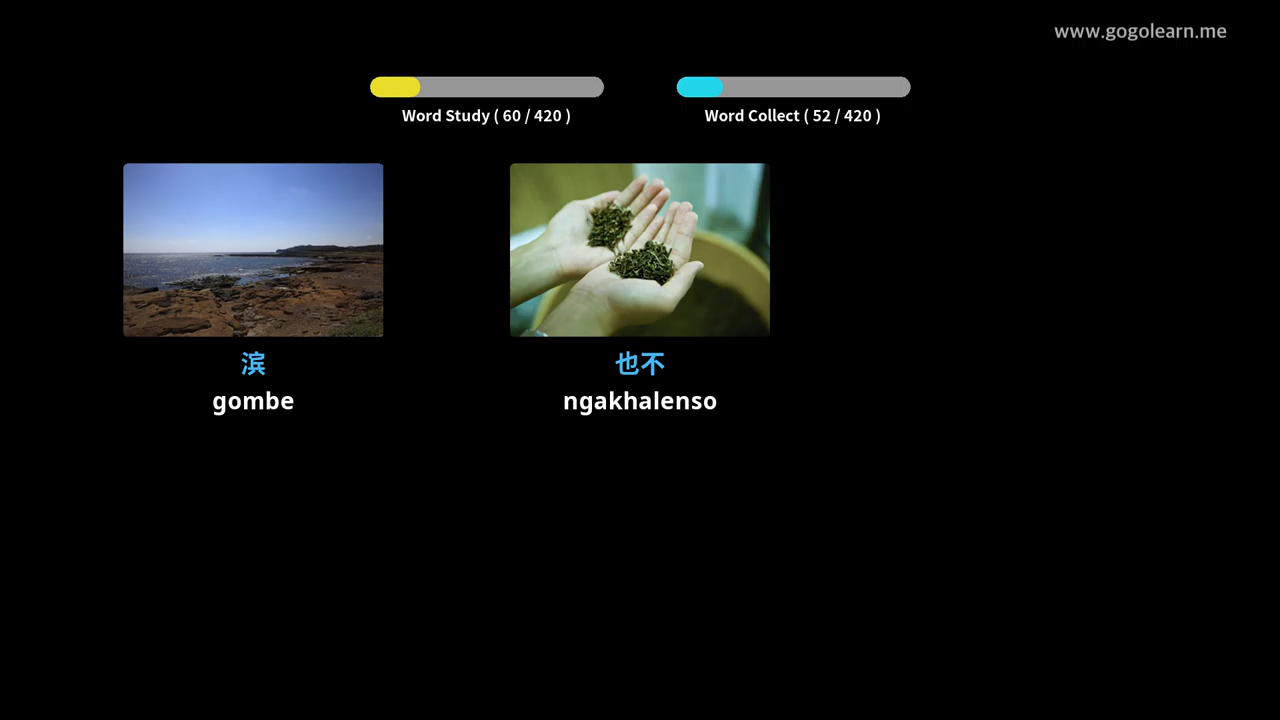 www.gogolearn.me
Word Study ( 60 / 420 )
Word Collect ( 52 / 420 )
滨
gombe
也不
ngakhalenso